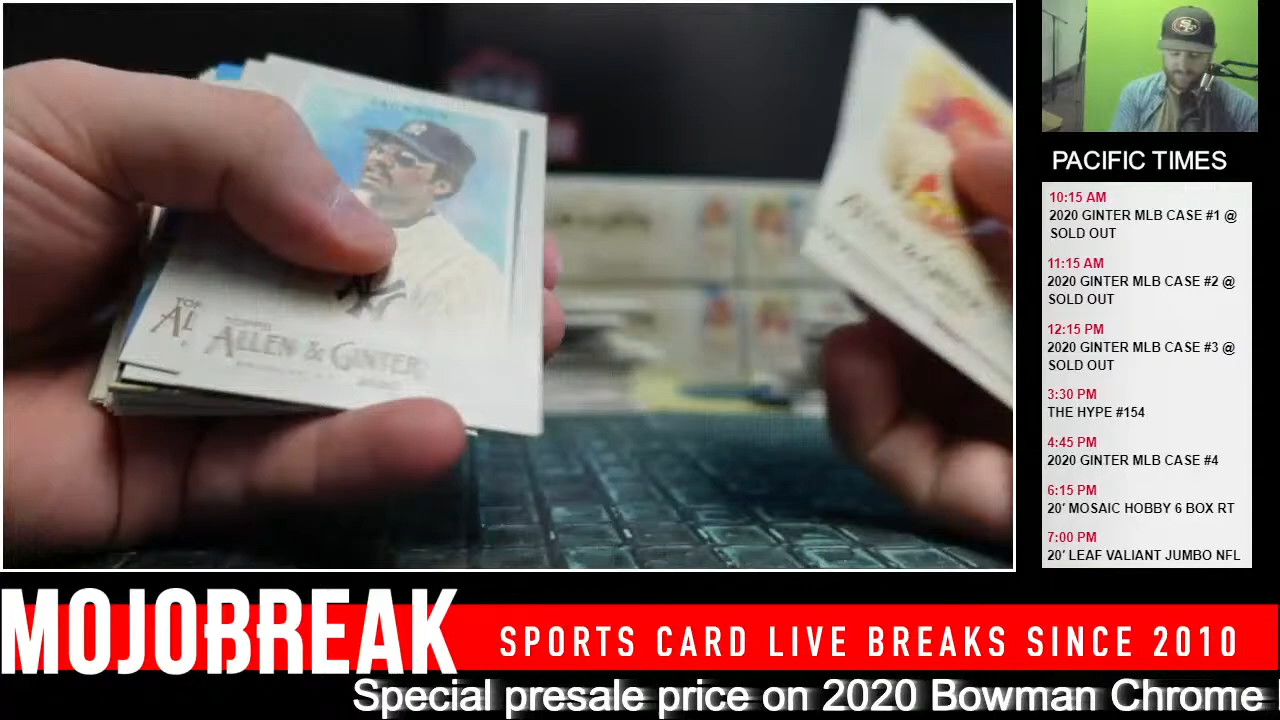 TOPPS
ALLEN & GINTER
PACIFIC TIMES
10:15 AM
2020 GINTER MLB CASE #1 @
SOLD OUT
11:15 AM
2020 GINTER MLB CASE #2 @
SOLD OUT
12:15 PM
2020 GINTER MLB CASE #3 @
SOLD OUT
3:30 PM
THE HYPE #154
4:45 PM
2020 GINTER MLB CASE #4
6:15 PM
20' MOSAIC HOBBY 6 BOX RT
7:00 PM
20' LEAF VALIANT JUMBO NFL
MOJOBREAK
SPORTS CARD LIVE BREAKS SINCE 2010
Special presale price on 2020 Bowman Chrome